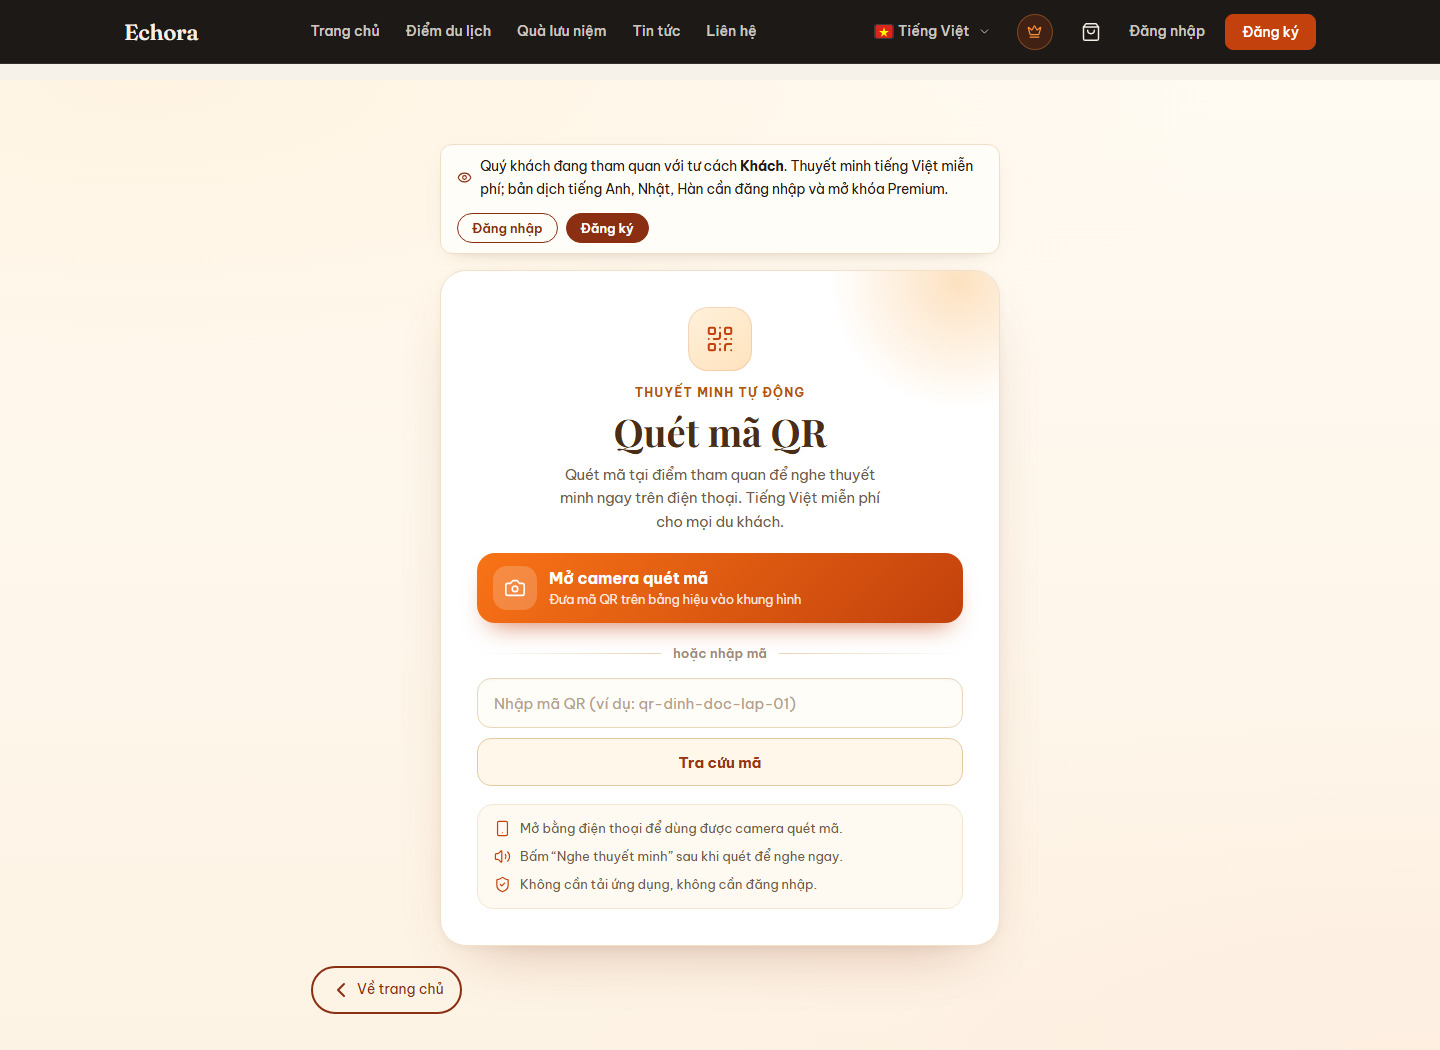 Echora
Trang chủ
Điểm du lịch
Quà lưu niệm
Tin tức
Liên hệ
Tiếng Việt
Đăng nhập
Đăng ký
Quý khách đang tham quan với tư cách Khách. Thuyết minh tiếng Việt miễn
phí; bản dịch tiếng Anh, Nhật, Hàn cần đăng nhập và mở khóa Premium.
Đăng nhập
Đăng ký
THUYẾT MINH TỰ ĐỘNG
Quét mã QR
Quét mã tại điểm tham quan để nghe thuyết
minh ngay trên điện thoại. Tiếng Việt miễn phí
cho mọi du khách.
Mở camera quét mã
Đưa mã QR trên bảng hiệu vào khung hình
hoặc nhập mã
Nhập mã QR (ví dụ: qr-dinh-doc-lap-01)
Tra cứu mã
Mở bằng điện thoại để dùng được camera quét mã.
Bấm “Nghe thuyết minh” sau khi quét để nghe ngay.
Không cần tải ứng dụng, không cần đăng nhập.
Về trang chủ